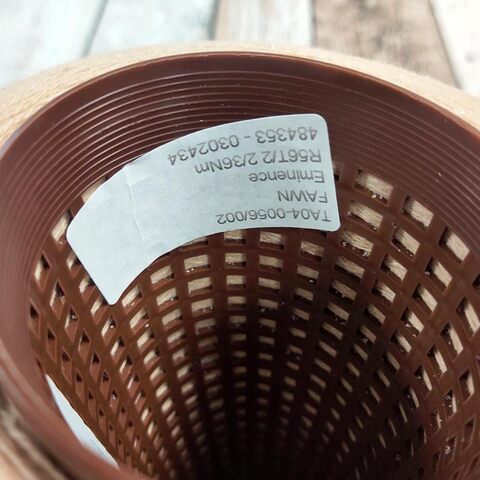 TA04-0056/002
FAWN
Eminence
R56T/2 2/36Nm
484353 - 0302434